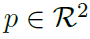 p ∈ ℛ²